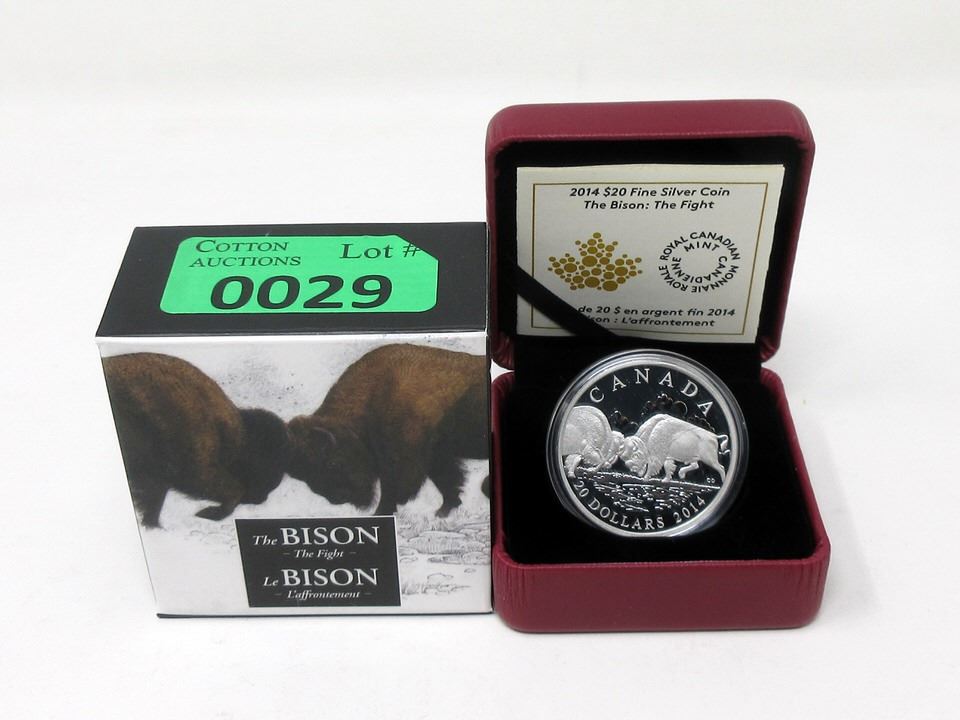 COTTON
AUCTIONS
Lot #
0029
The BISON
– The Fight –
Le BISON
– L'affrontement –
2014 $20 Fine Silver Coin
The Bison: The Fight
ROYAL CANADIAN MINT
MONNAIE ROYALE CANADIENNE
de 20 $ en argent fin 2014
: L'affrontement
CANADA
20 DOLLARS 2014